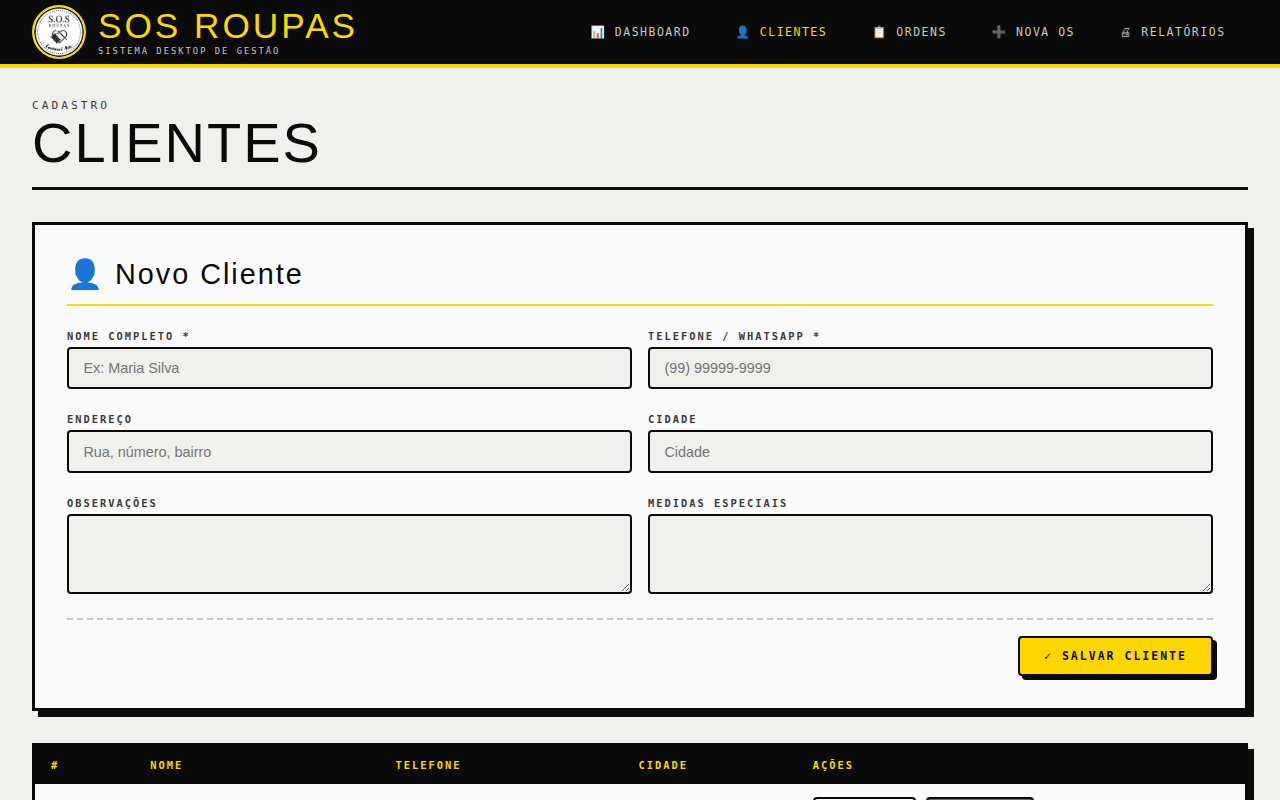 S.O.S
ROUPAS
SOS ROUPAS
SISTEMA DESKTOP DE GESTÃO
DASHBOARD
CLIENTES
ORDENS
NOVA OS
RELATÓRIOS
CADASTRO
CLIENTES
Novo Cliente
NOME COMPLETO *
TELEFONE / WHATSAPP *
Ex: Maria Silva
(99) 99999-9999
ENDEREÇO
CIDADE
Rua, número, bairro
Cidade
OBSERVAÇÕES
MEDIDAS ESPECIAIS
✓ SALVAR CLIENTE
# NOME TELEFONE CIDADE AÇÕES